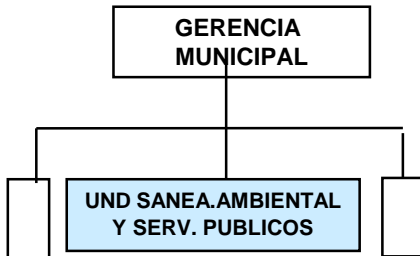 GERENCIA
MUNICIPAL
UND SANEA.AMBIENTAL
Y SERV. PUBLICOS